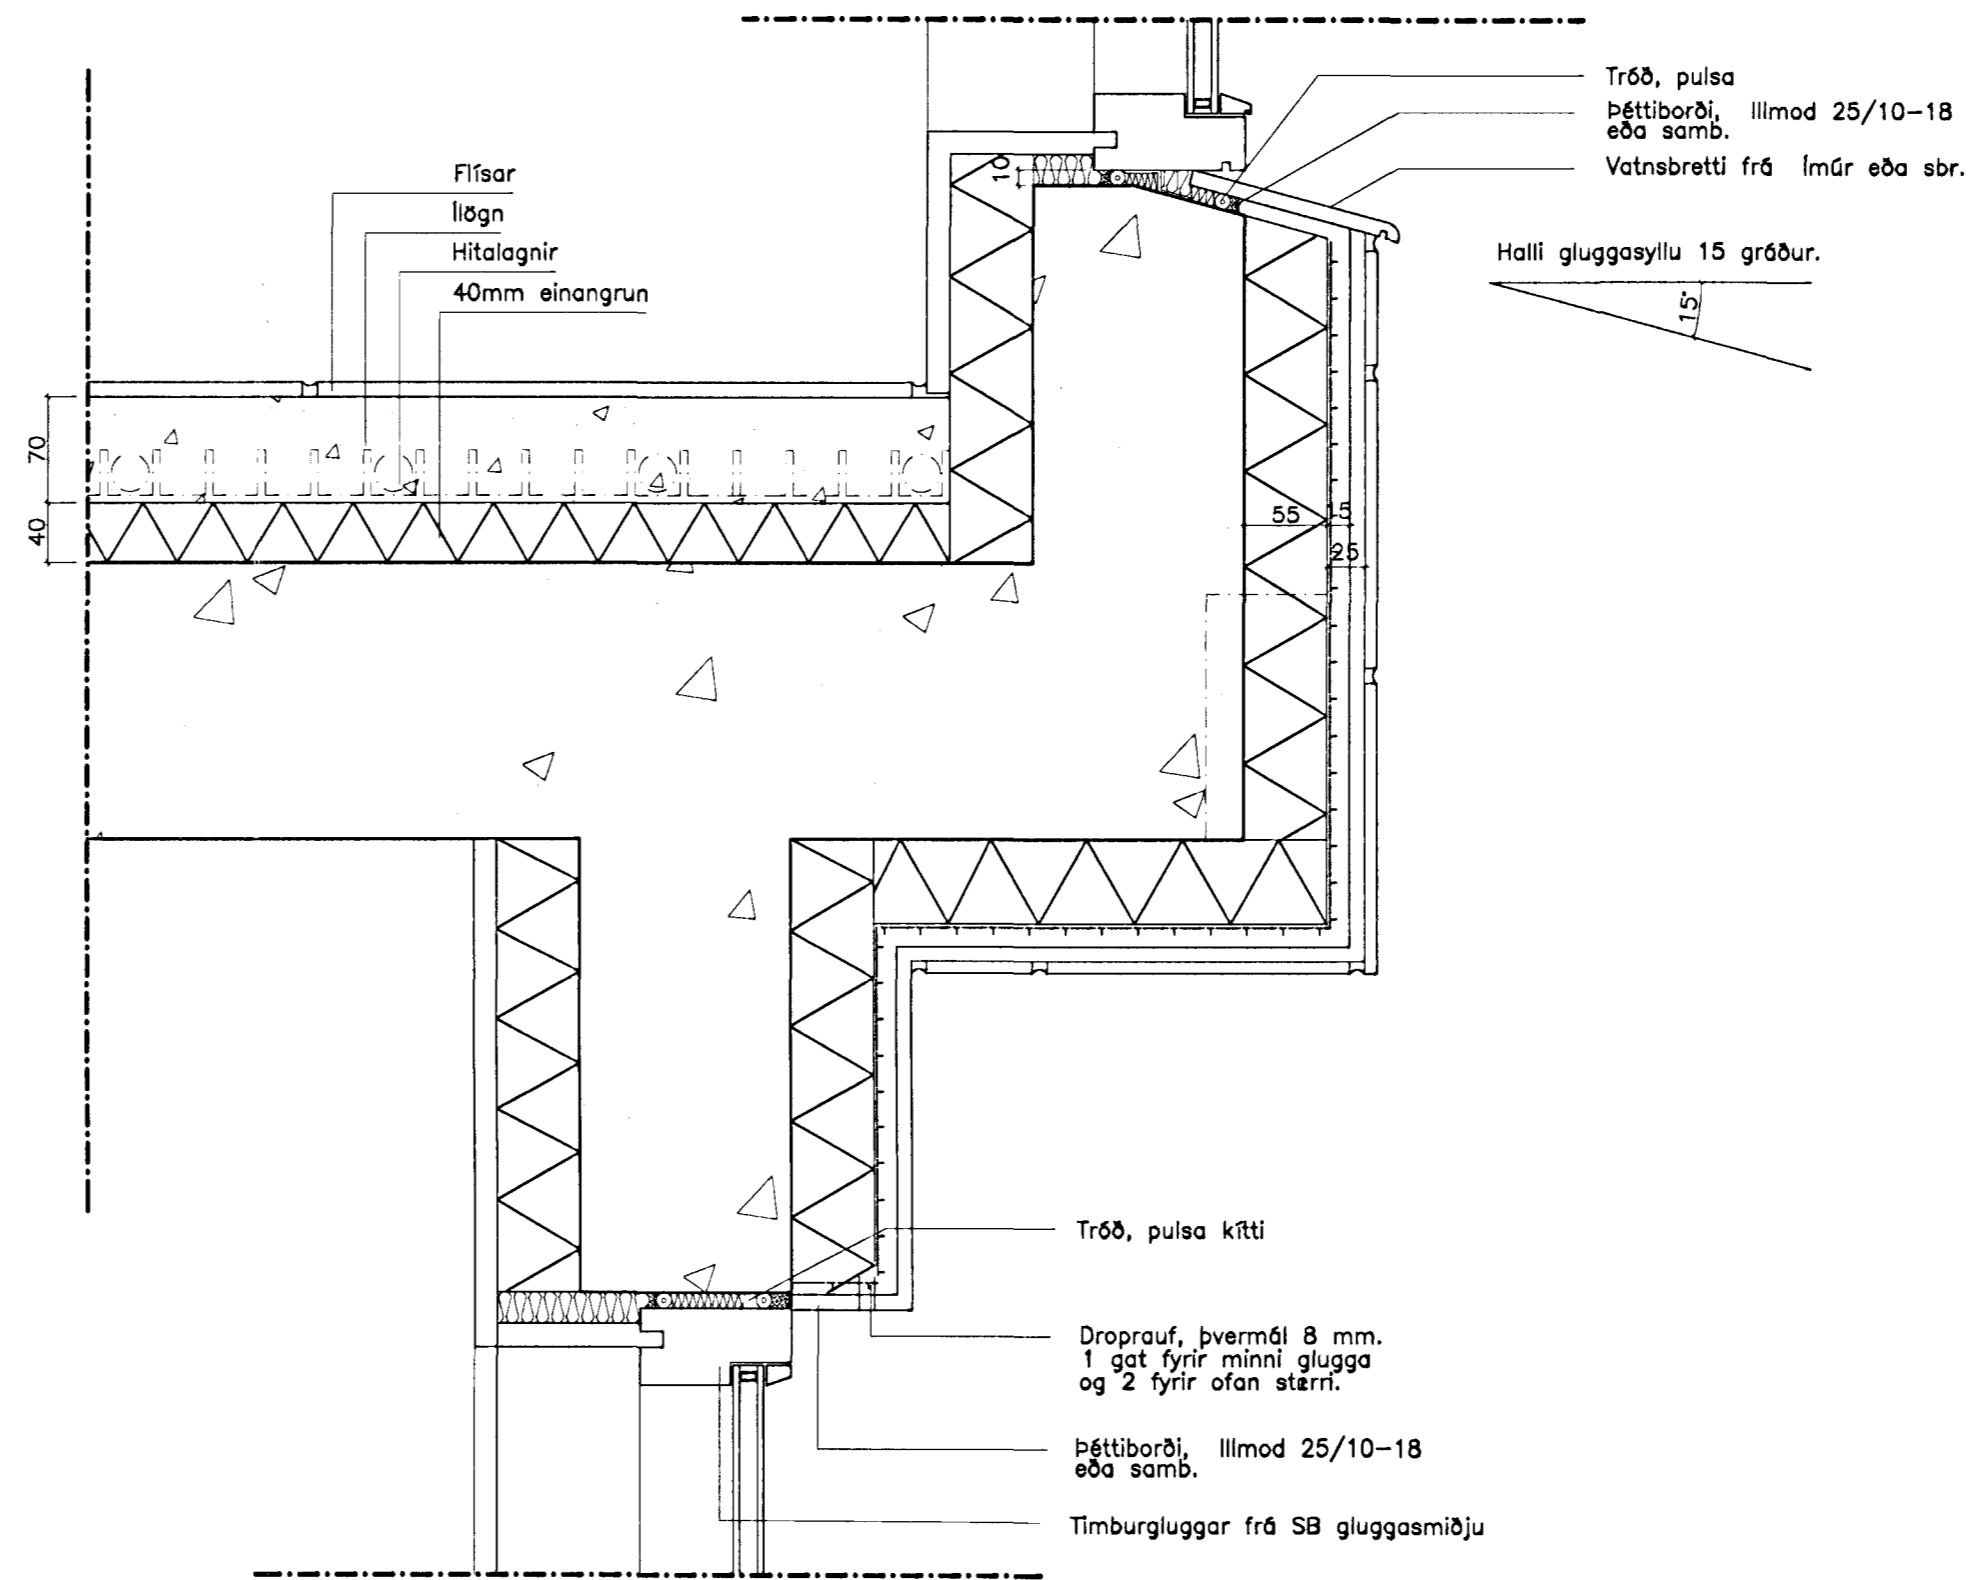 Tróð, pulsa
Þéttiborði, Illmod 25/10-18
eða samb.
Vatnsbretti frá Ímúr eða sbr.
Halli gluggasyllu 15 gráður.
15°
Flísar
Ílögn
Hitalagnir
40mm einangrun
10
70
40
55
15
25
Tróð, pulsa kítti
Droprauf, þvermál 8 mm.
1 gat fyrir minni glugga
og 2 fyrir ofan stærri.
Þéttiborði, Illmod 25/10-18
eða samb.
Timburgluggar frá SB gluggasmiðju